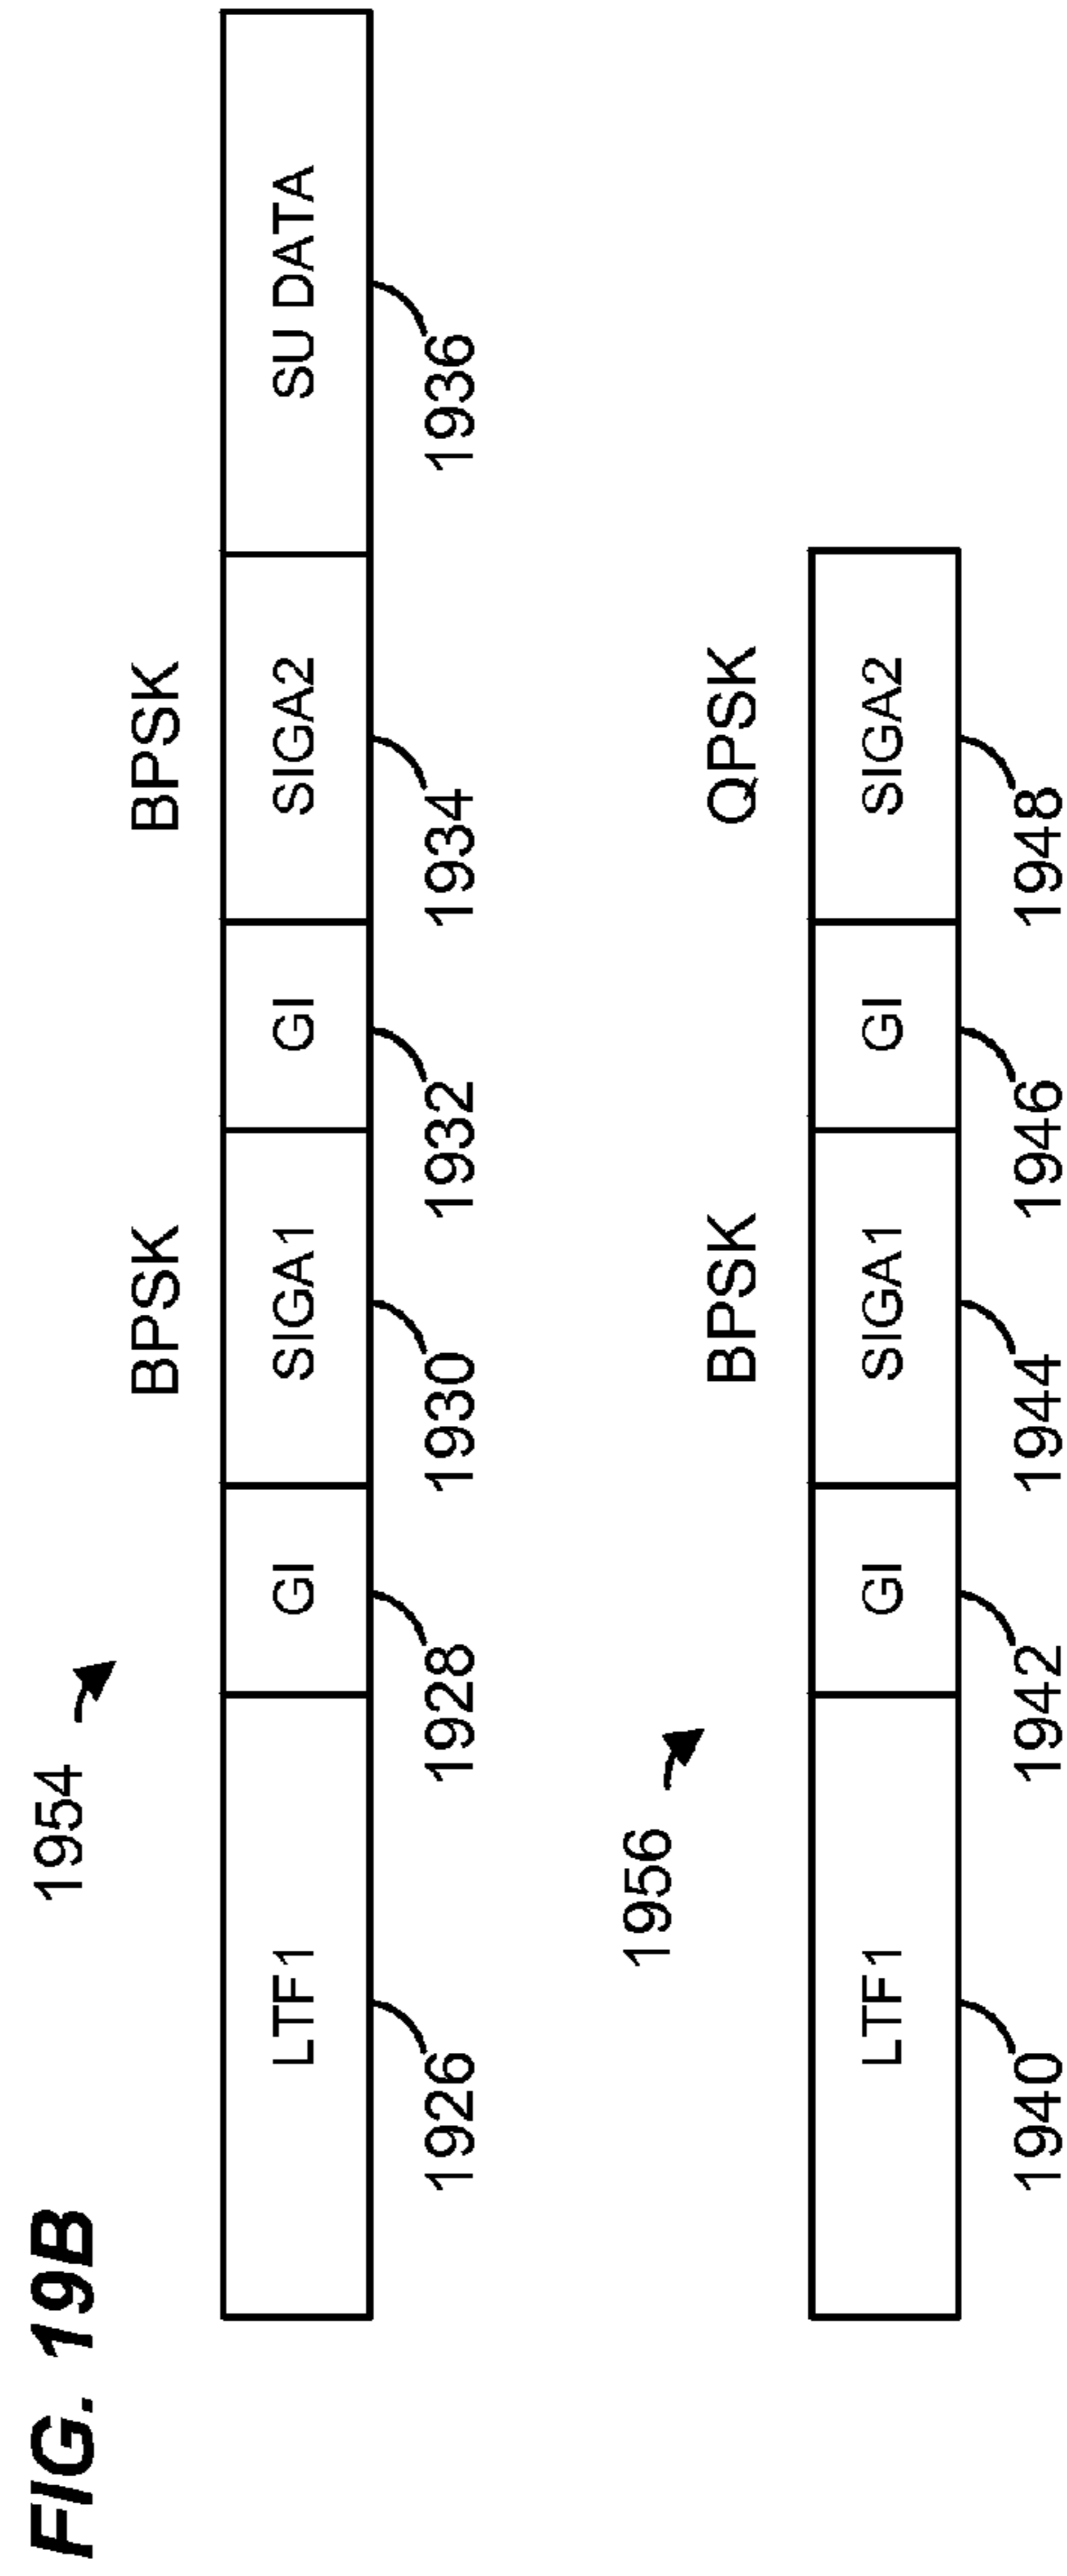 FIG. 19B
1954
BPSK BPSK
LTF1 GI SIGA1 GI SIGA2 SU DATA
1926 1928 1930 1932 1934 1936
1956
BPSK QPSK
LTF1 GI SIGA1 GI SIGA2
1940 1942 1944 1946 1948